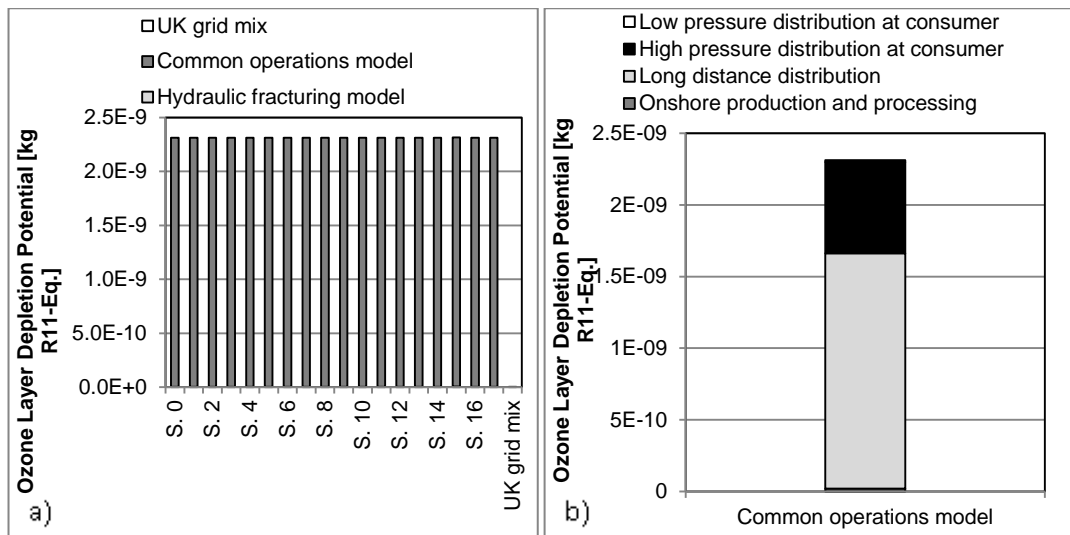 UK grid mix
Common operations model
Hydraulic fracturing model
Ozone Layer Depletion Potential [kg
R11-Eq.]
2.5E-9
2.0E-9
1.5E-9
1.0E-9
5.0E-10
0.0E+0
S. 0
S. 2
S. 4
S. 6
S. 8
S. 10
S. 12
S. 14
S. 16
UK grid mix
a)
Low pressure distribution at consumer
High pressure distribution at consumer
Long distance distribution
Onshore production and processing
Ozone Layer Depletion Potential [kg
R11-Eq.]
2.5E-09
2E-09
1.5E-09
1E-09
5E-10
0
Common operations model
b)